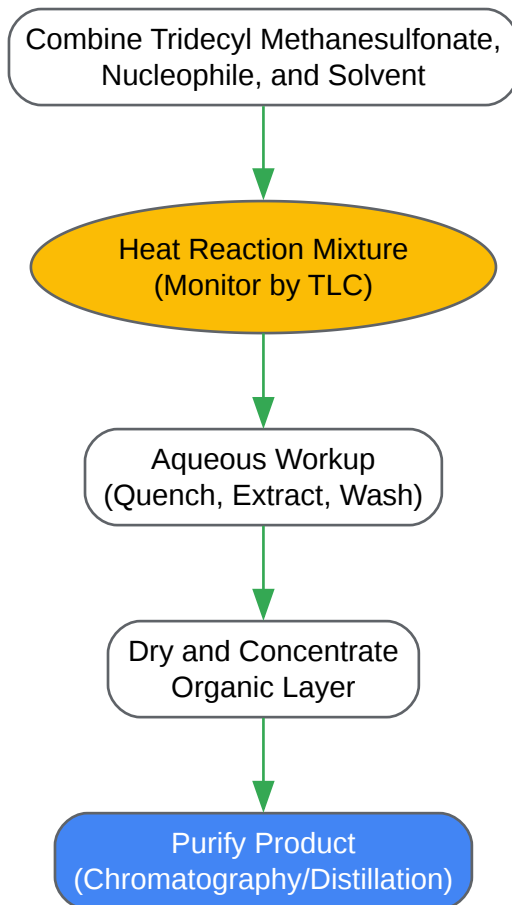 Combine Tridecyl Methanesulfonate,
Nucleophile, and Solvent
Heat Reaction Mixture
(Monitor by TLC)
Aqueous Workup
(Quench, Extract, Wash)
Dry and Concentrate
Organic Layer
Purify Product
(Chromatography/Distillation)